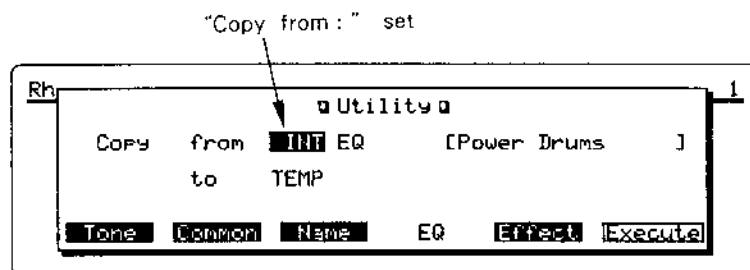 "Copy from:" set
Rh 1
Utility
Copy from INT EQ [Power Drums ]
to TEMP
Tone Common Name EQ Effect Execute